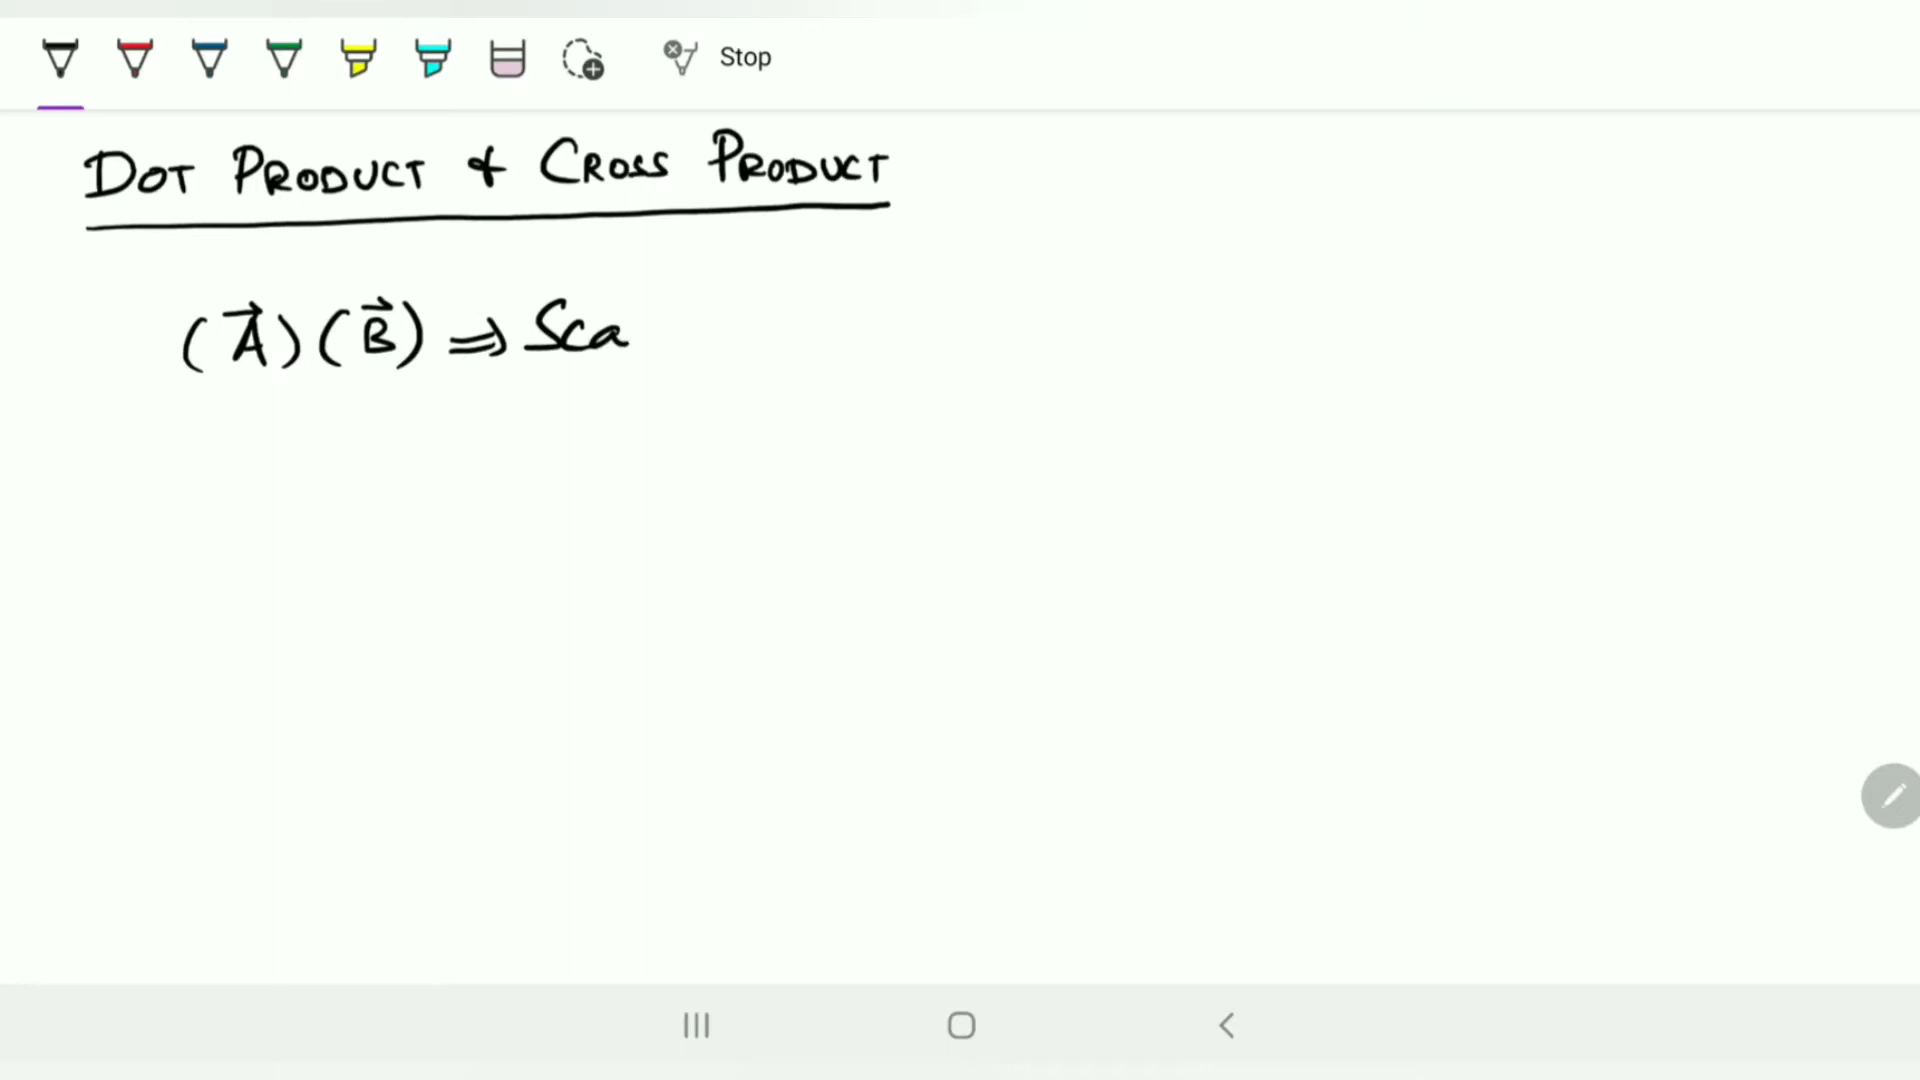 Stop
DOT PRODUCT & CROSS PRODUCT
(A⃗)(B⃗) ⇒ Sca